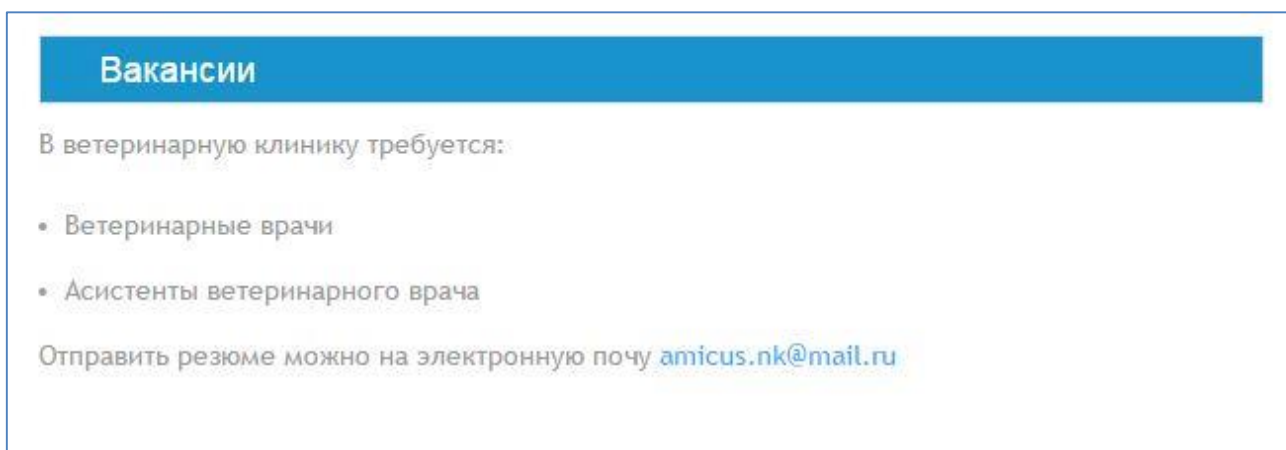 Вакансии
В ветеринарную клинику требуется:
• Ветеринарные врачи
• Асистенты ветеринарного врача
Отправить резюме можно на электронную почу amicus.nk@mail.ru